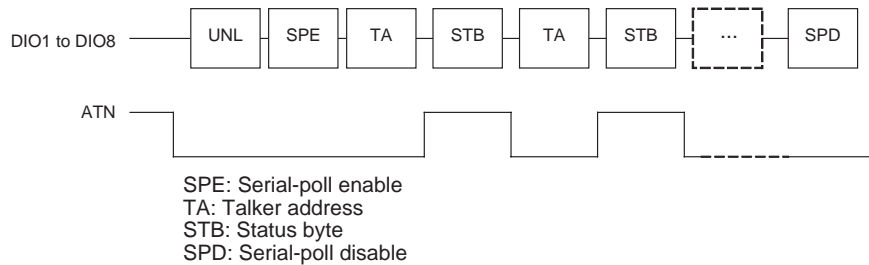 DIO1 to DIO8 UNL SPE TA STB TA STB ... SPD
ATN
SPE: Serial-poll enable
TA: Talker address
STB: Status byte
SPD: Serial-poll disable